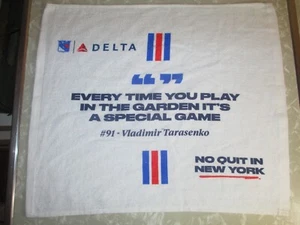 DELTA
“ ”
EVERY TIME YOU PLAY
IN THE GARDEN IT'S
A SPECIAL GAME
#91 - Vladimir Tarasenko
NO QUIT IN
NEW YORK